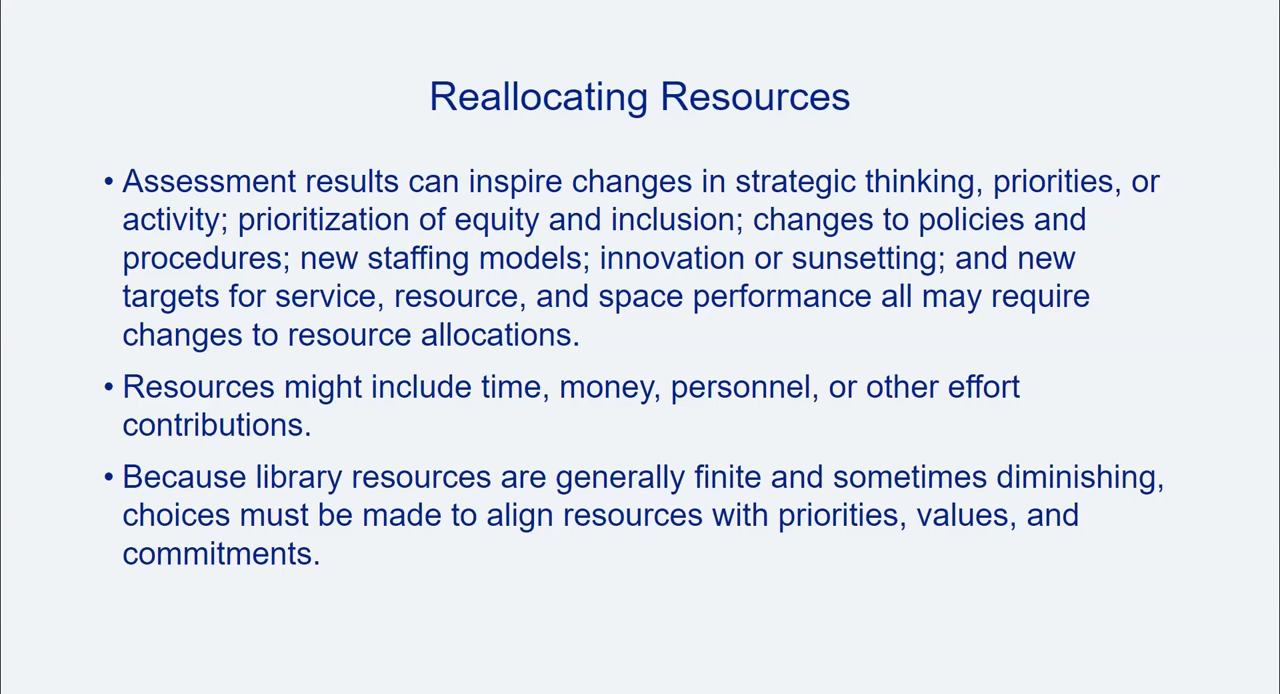 Reallocating Resources
• Assessment results can inspire changes in strategic thinking, priorities, or
activity; prioritization of equity and inclusion; changes to policies and
procedures; new staffing models; innovation or sunsetting; and new
targets for service, resource, and space performance all may require
changes to resource allocations.
• Resources might include time, money, personnel, or other effort
contributions.
• Because library resources are generally finite and sometimes diminishing,
choices must be made to align resources with priorities, values, and
commitments.